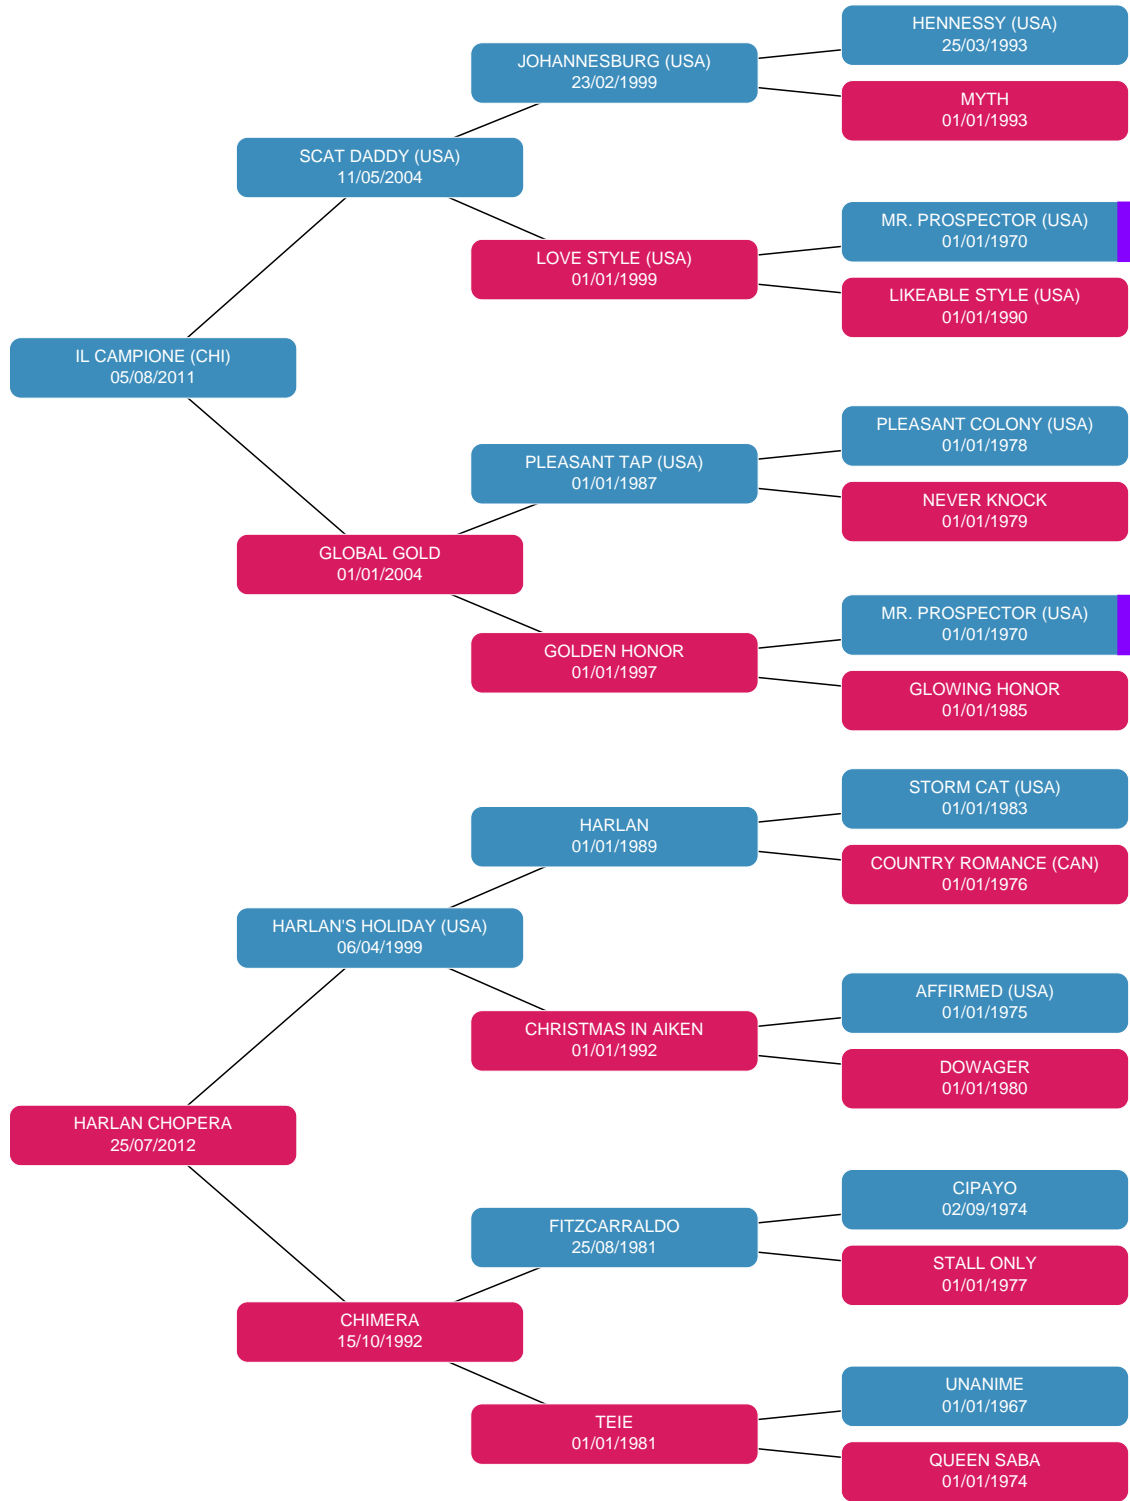 HENNESSY (USA)
25/03/1993
JOHANNESBURG (USA)
23/02/1999
MYTH
01/01/1993
SCAT DADDY (USA)
11/05/2004
MR. PROSPECTOR (USA)
01/01/1970
LOVE STYLE (USA)
01/01/1999
LIKEABLE STYLE (USA)
01/01/1990
IL CAMPIONE (CHI)
05/08/2011
PLEASANT COLONY (USA)
01/01/1978
PLEASANT TAP (USA)
01/01/1987
NEVER KNOCK
01/01/1979
GLOBAL GOLD
01/01/2004
MR. PROSPECTOR (USA)
01/01/1970
GOLDEN HONOR
01/01/1997
GLOWING HONOR
01/01/1985
STORM CAT (USA)
01/01/1983
HARLAN
01/01/1989
COUNTRY ROMANCE (CAN)
01/01/1976
HARLAN'S HOLIDAY (USA)
06/04/1999
AFFIRMED (USA)
01/01/1975
CHRISTMAS IN AIKEN
01/01/1992
DOWAGER
01/01/1980
HARLAN CHOPERA
25/07/2012
CIPAYO
02/09/1974
FITZCARRALDO
25/08/1981
STALL ONLY
01/01/1977
CHIMERA
15/10/1992
UNANIME
01/01/1967
TEIE
01/01/1981
QUEEN SABA
01/01/1974